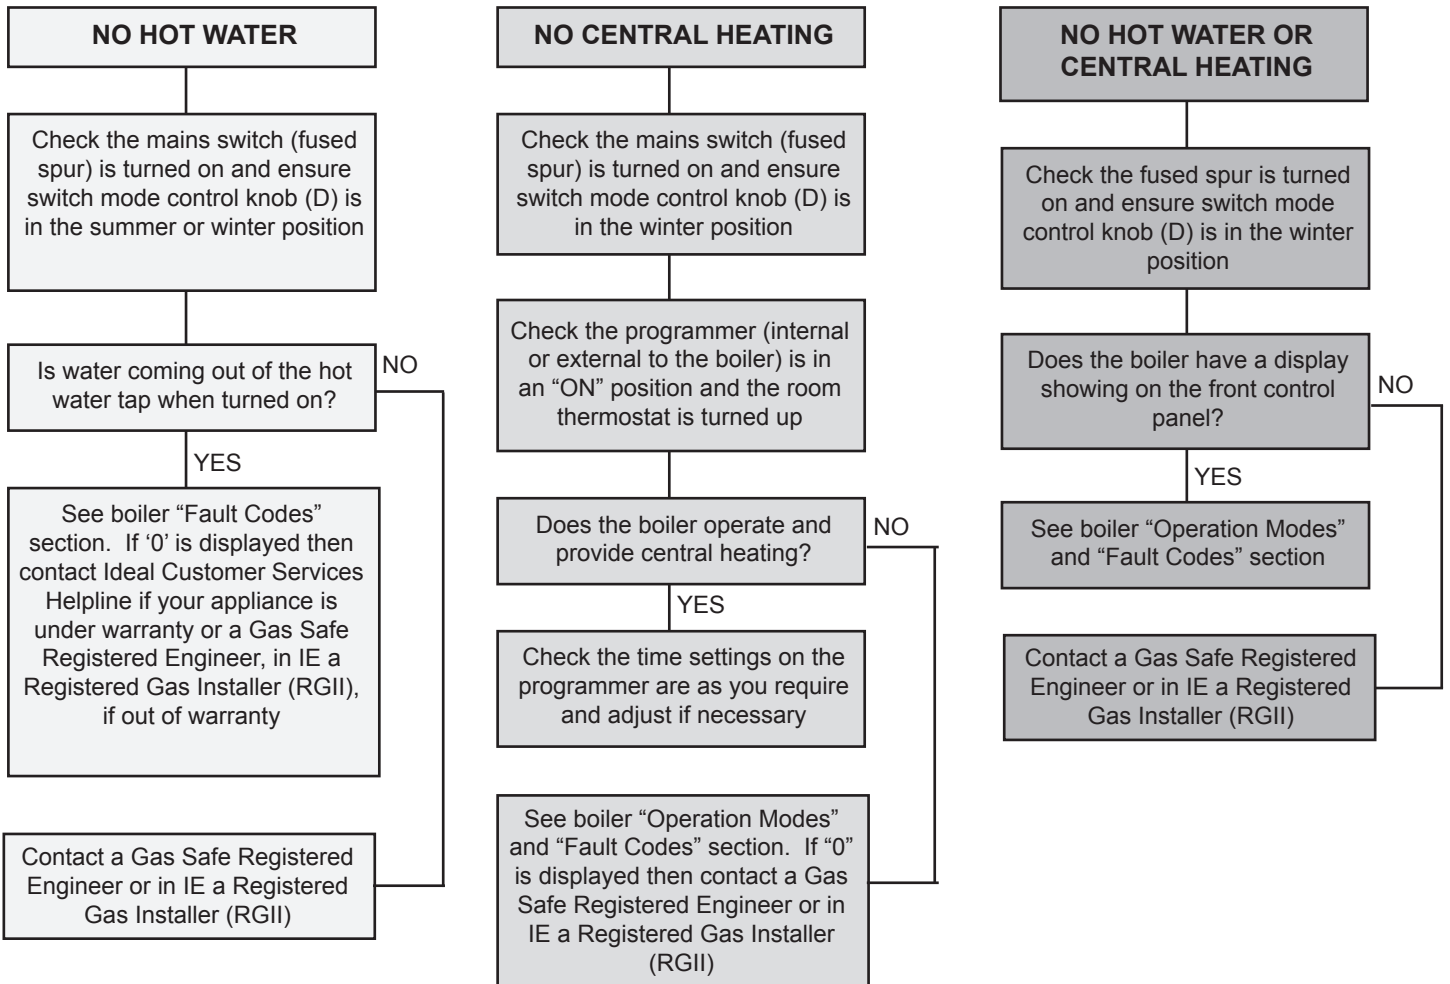 NO HOT WATER
Check the mains switch (fused
spur) is turned on and ensure
switch mode control knob (D) is
in the summer or winter position
Is water coming out of the hot
water tap when turned on?
NO
YES
See boiler “Fault Codes”
section.  If ‘0’ is displayed then
contact Ideal Customer Services
Helpline if your appliance is
under warranty or a Gas Safe
Registered Engineer, in IE a
Registered Gas Installer (RGII),
if out of warranty
Contact a Gas Safe Registered
Engineer or in IE a Registered
Gas Installer (RGII)
NO CENTRAL HEATING
Check the mains switch (fused
spur) is turned on and ensure
switch mode control knob (D) is
in the winter position
Check the programmer (internal
or external to the boiler) is in
an “ON” position and the room
thermostat is turned up
Does the boiler operate and
provide central heating?
NO
YES
Check the time settings on the
programmer are as you require
and adjust if necessary
See boiler “Operation Modes”
and “Fault Codes” section.  If “0”
is displayed then contact a Gas
Safe Registered Engineer or in
IE a Registered Gas Installer
(RGII)
NO HOT WATER OR
CENTRAL HEATING
Check the fused spur is turned
on and ensure switch mode
control knob (D) is in the winter
position
Does the boiler have a display
showing on the front control
panel?
NO
YES
See boiler “Operation Modes”
and “Fault Codes” section
Contact a Gas Safe Registered
Engineer or in IE a Registered
Gas Installer (RGII)